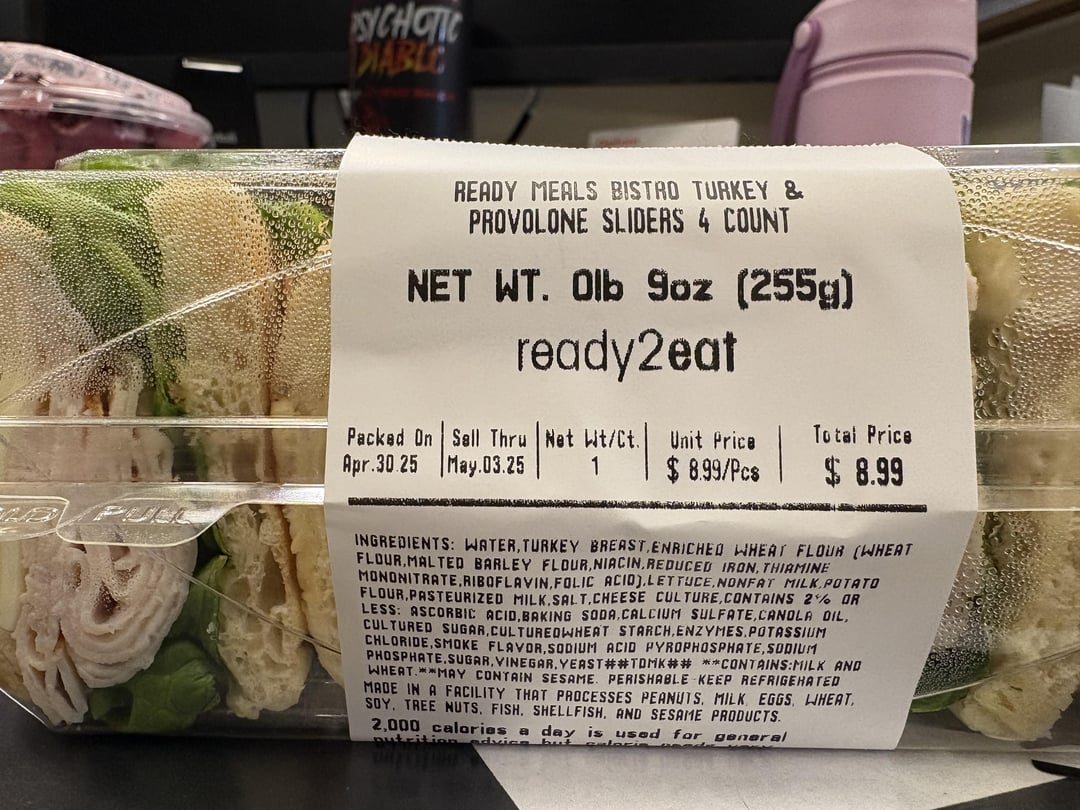 PSYCHOTIC
DIABLO
READY MEALS BISTRO TURKEY &
PROVOLONE SLIDERS 4 COUNT
NET WT. 0lb 9oz (255g)
ready2eat
Packed On Sell Thru Net Wt/Ct. Unit Price Total Price
Apr.30.25 May.03.25 1 $ 8.99/Pcs $ 8.99
PULL
INGREDIENTS: WATER,TURKEY BREAST,ENRICHED WHEAT FLOUR (WHEAT
FLOUR,MALTED BARLEY FLOUR,NIACIN,REDUCED IRON,THIAMINE
MONONITRATE,RIBOFLAVIN,FOLIC ACID),LETTUCE,NONFAT MILK,POTATO
FLOUR,PASTEURIZED MILK,SALT,CHEESE CULTURE,CONTAINS 2% OR
LESS: ASCORBIC ACID,BAKING SODA,CALCIUM SULFATE,CANOLA OIL,
CULTURED SUGAR,CULTUREDWHEAT STARCH,ENZYMES,POTASSIUM
CHLORIDE,SMOKE FLAVOR,SODIUM ACID PYROPHOSPHATE,SODIUM
PHOSPHATE,SUGAR,VINEGAR,YEAST##TDMK## **CONTAINS:MILK AND
WHEAT.**MAY CONTAIN SESAME. PERISHABLE-KEEP REFRIGERATED
MADE IN A FACILITY THAT PROCESSES PEANUTS, MILK, EGGS, WHEAT,
SOY, TREE NUTS, FISH, SHELLFISH, AND SESAME PRODUCTS.
2,000 calories a day is used for general
nutrition advice but calorie needs vary